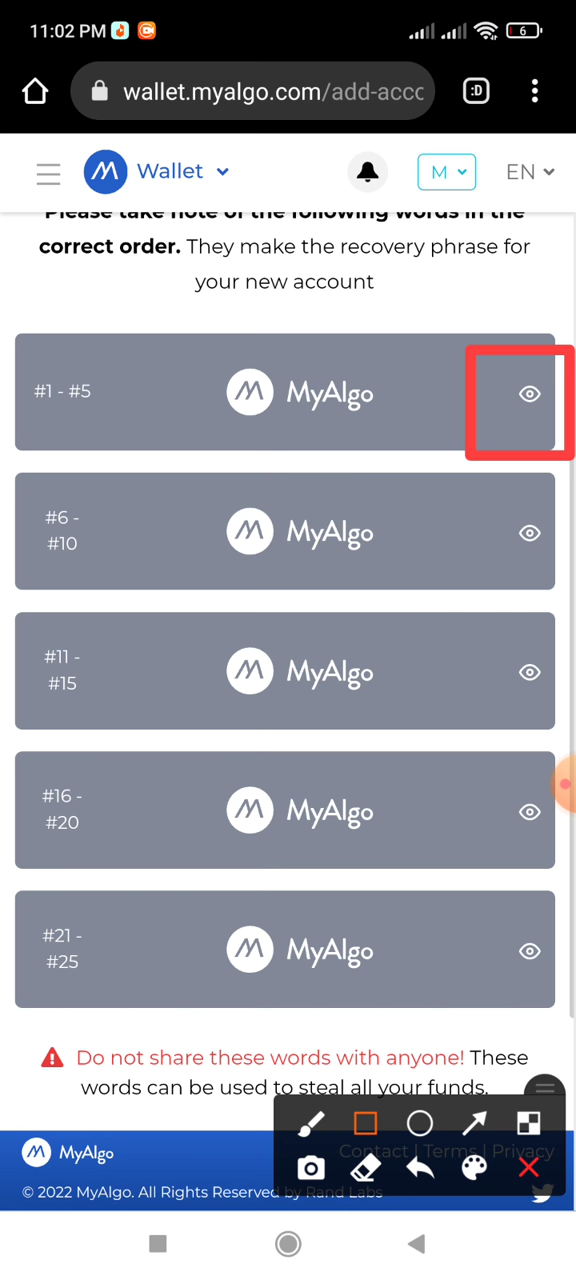 11:02 PM
6
wallet.myalgo.com/add-acco
:D
Wallet
M
EN
Please take note of the following words in the
correct order. They make the recovery phrase for
your new account
#1 - #5
MyAlgo
#6 -
#10
MyAlgo
#11 -
#15
MyAlgo
#16 -
#20
MyAlgo
#21 -
#25
MyAlgo
Do not share these words with anyone! These
words can be used to steal all your funds.
MyAlgo
Contact | Terms | Privacy
© 2022 MyAlgo. All Rights Reserved by Rand Labs